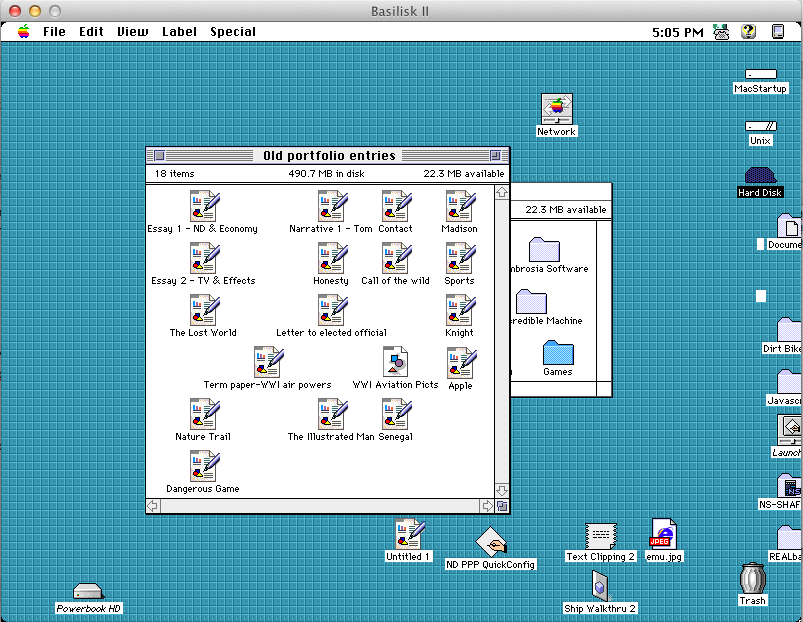 Basilisk II
File Edit View Label Special
5:05 PM
MacStartup
Network
Unix
Old portfolio entries
18 items 490.7 MB in disk 22.3 MB available
Hard Disk
22.3 MB available
Essay 1 - ND & Economy Narrative 1 - Tom Contact Madison
Docume
mbrosia Software
Essay 2 - TV & Effects Honesty Call of the wild Sports
credible Machine
The Lost World Letter to elected official Knight
Dirt Bike
Games
Term paper-WWI air powers WWI Aviation Picts Apple
Javasc
Nature Trail The Illustrated Man Senegal
Launch
Dangerous Game
NS-SHAF
NS
Untitled 1
ND PPP QuickConfig
Text Clipping 2
JPEG
emu.jpg
REALba
Trash
Powerbook HD
Ship Walkthru 2